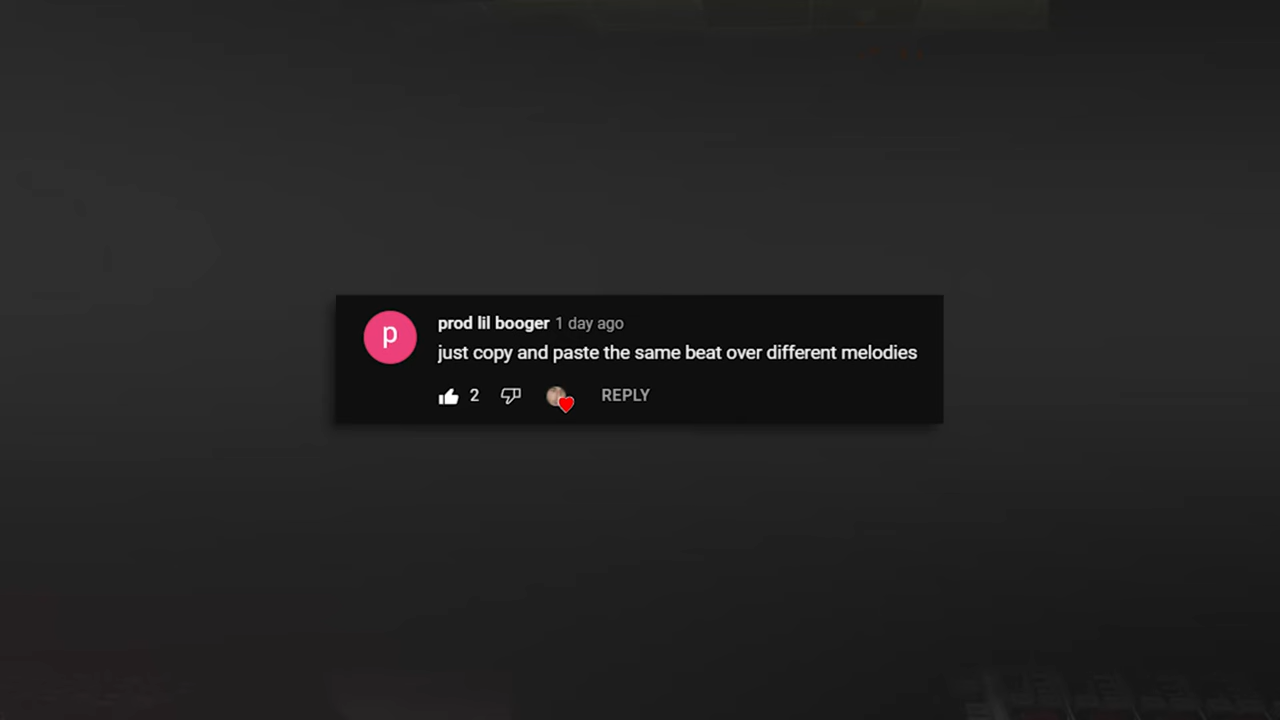 p
prod lil booger 1 day ago
just copy and paste the same beat over different melodies
2 REPLY